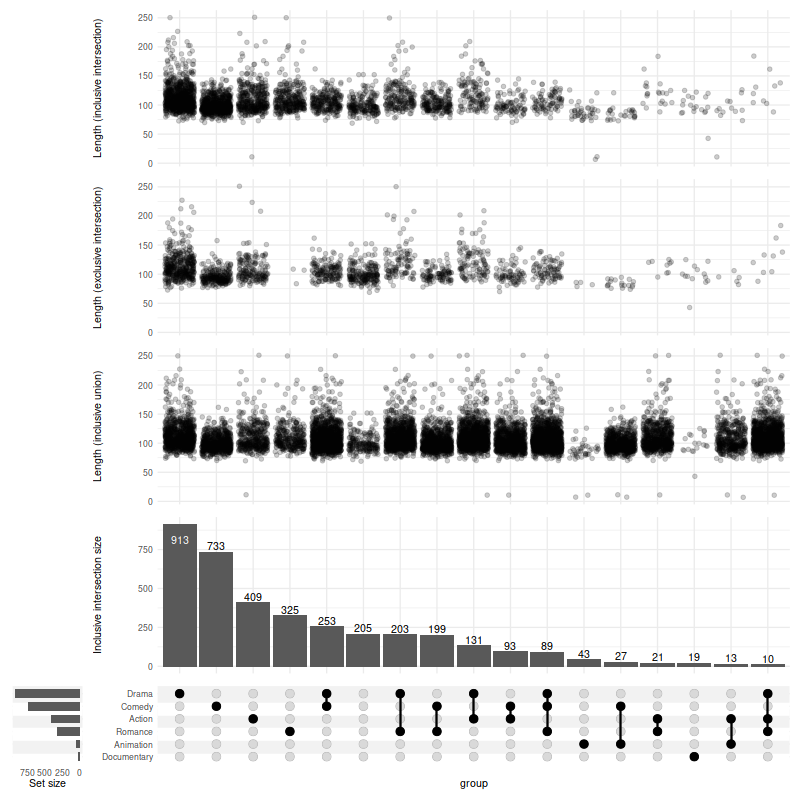 250
200
150
100
50
0
Length (inclusive intersection)
250
200
150
100
50
0
Length (exclusive intersection)
250
200
150
100
50
0
Length (inclusive union)
750
500
250
0
Inclusive intersection size
913 733 409 325 253 205 203 199 131 93 89 43 27 21 19 13 10
Drama
Comedy
Action
Romance
Animation
Documentary
750 500 250 0
Set size
group